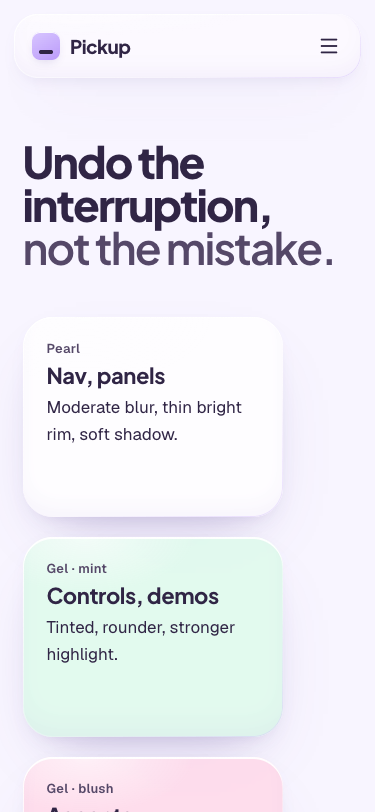 Pickup
Undo the
interruption,
not the mistake.
Pearl
Nav, panels
Moderate blur, thin bright
rim, soft shadow.
Gel · mint
Controls, demos
Tinted, rounder, stronger
highlight.
Gel · blush